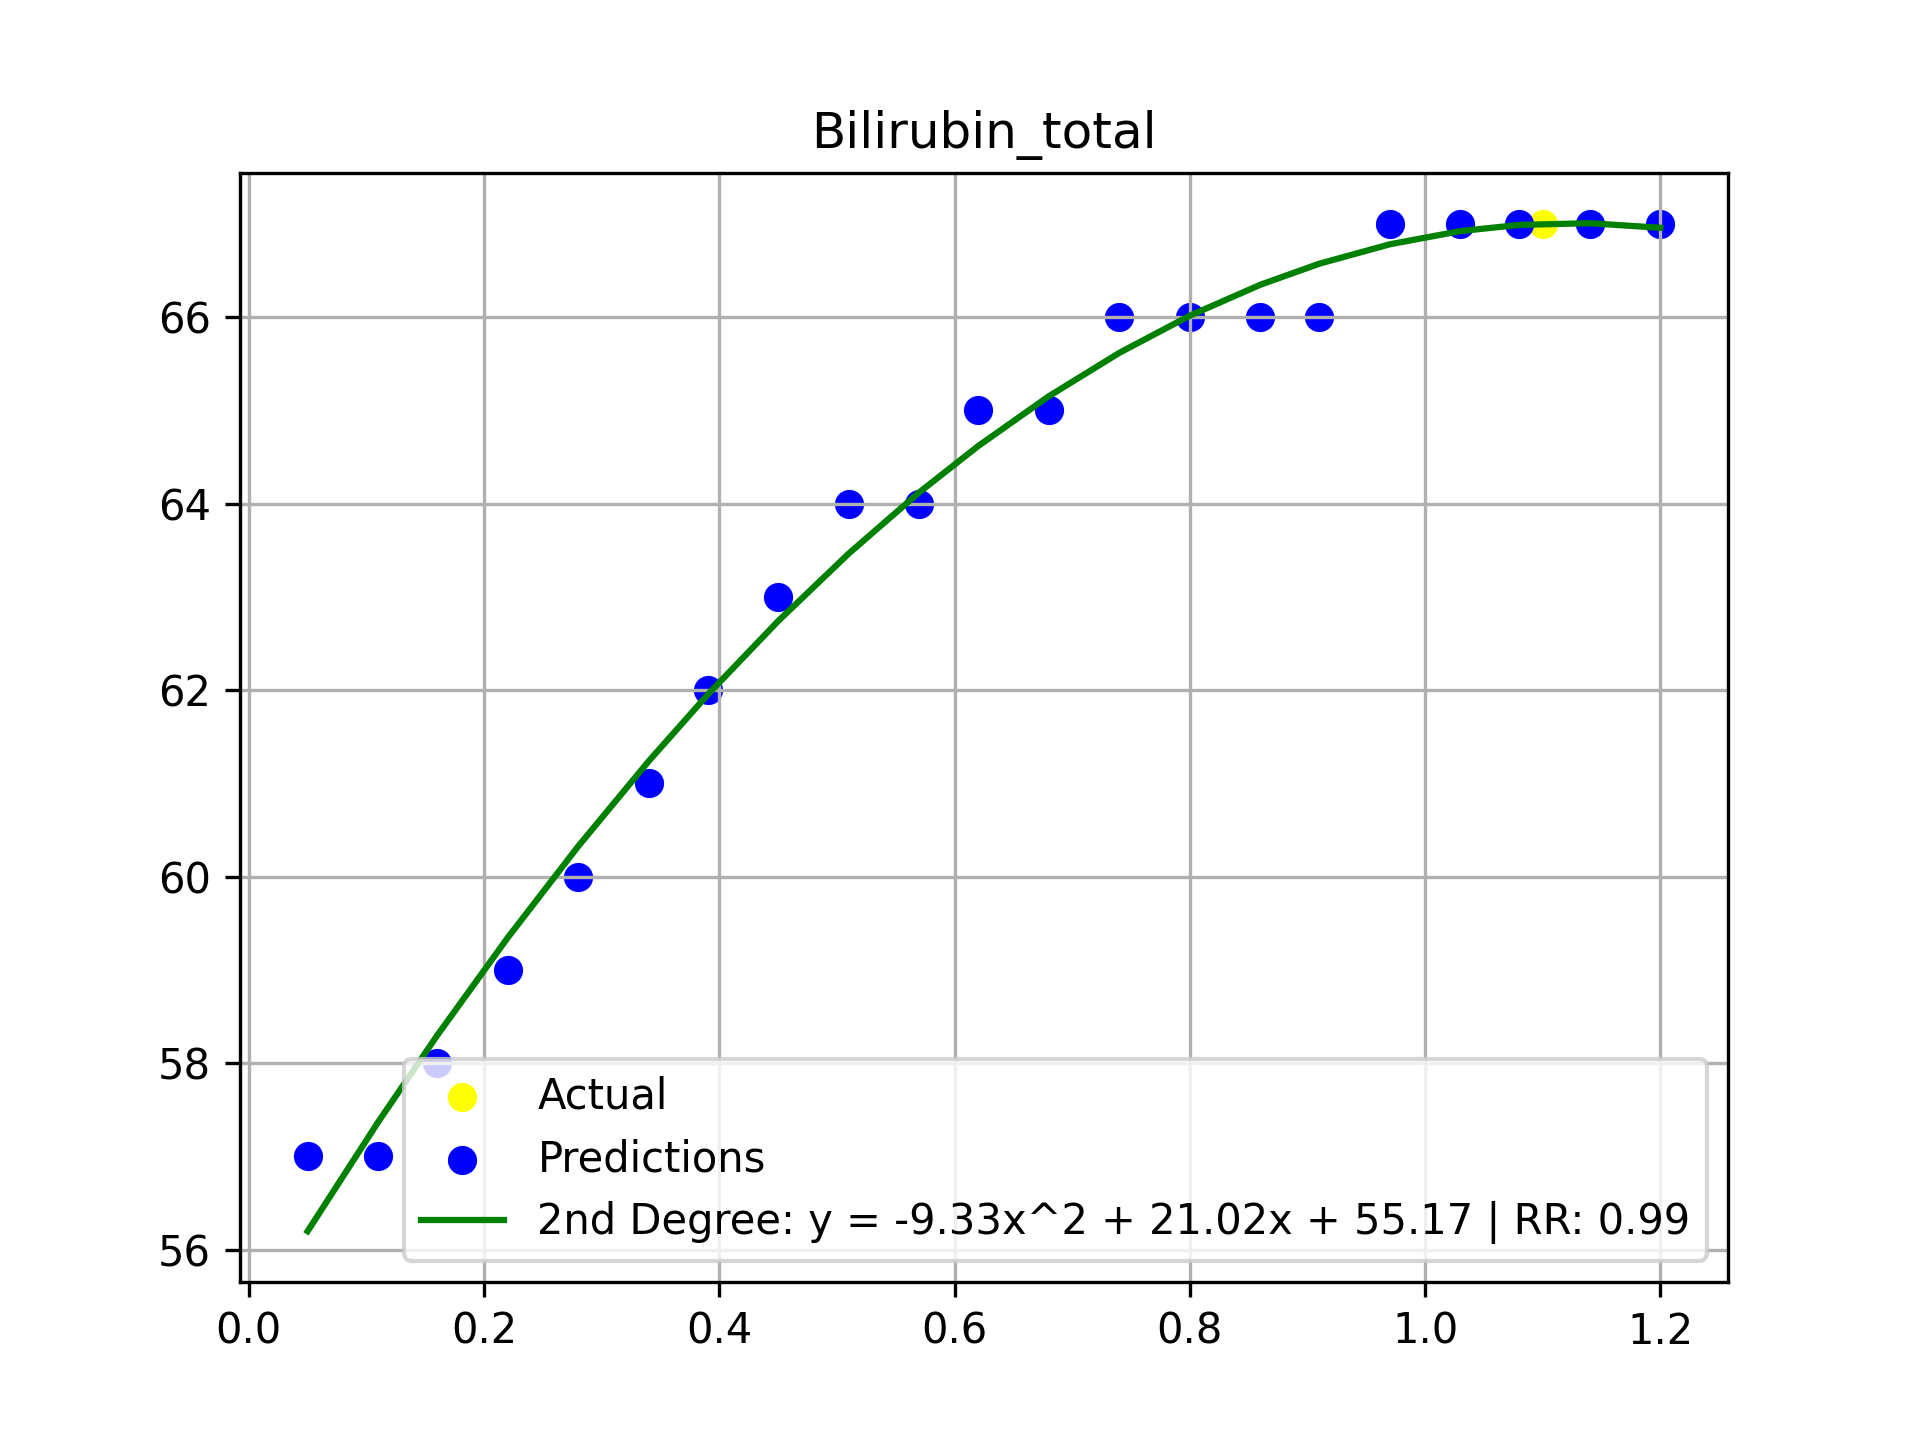 Bilirubin_total
66
64
62
60
58
56
Actual
Predictions
2nd Degree: y = -9.33x^2 + 21.02x + 55.17 | RR: 0.99
0.0 0.2 0.4 0.6 0.8 1.0 1.2